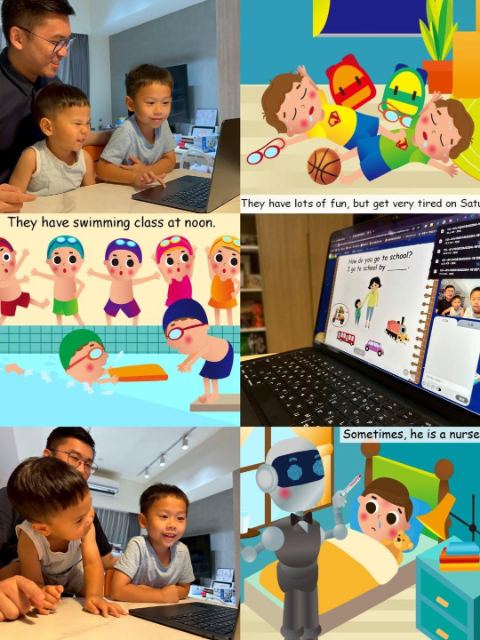 They have lots of fun, but get very tired on Satu
They have swimming class at noon.
How do you go to school?
I go to school by ______.
Sometimes, he is a nurse